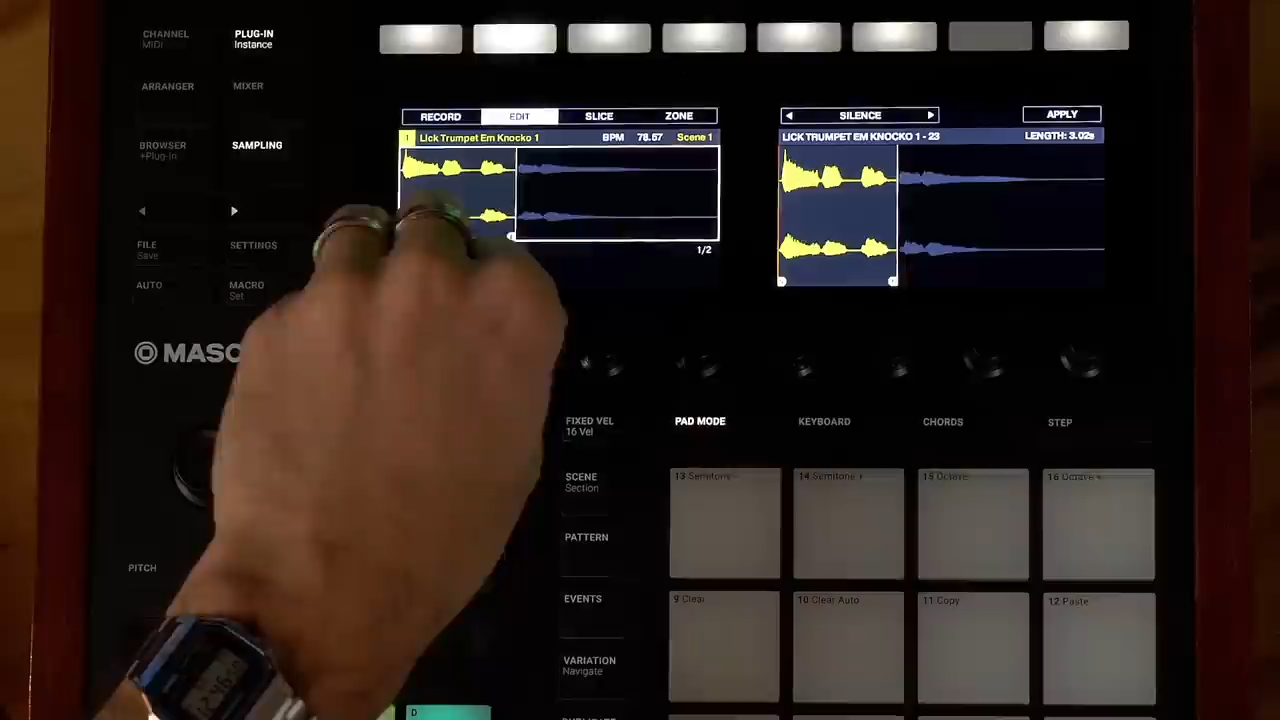 CHANNEL
MIDI
PLUG-IN
Instance
ARRANGER
MIXER
BROWSER
+Plug-In
SAMPLING
FILE
Save
SETTINGS
AUTO
MACRO
Set
MASC
PITCH
RECORD
EDIT
SLICE
ZONE
1 Lick Trumpet Em Knocko 1 BPM 78.57 Scene 1
1/2
SILENCE
APPLY
LICK TRUMPET EM KNOCKO 1 - 23 LENGTH: 3.02s
FIXED VEL
16 Vel
PAD MODE
KEYBOARD
CHORDS
STEP
SCENE
Section
PATTERN
EVENTS
VARIATION
Navigate
13 Semitone -
14 Semitone +
15 Octave -
16 Octave +
9 Clear
10 Clear Auto
11 Copy
12 Paste
D